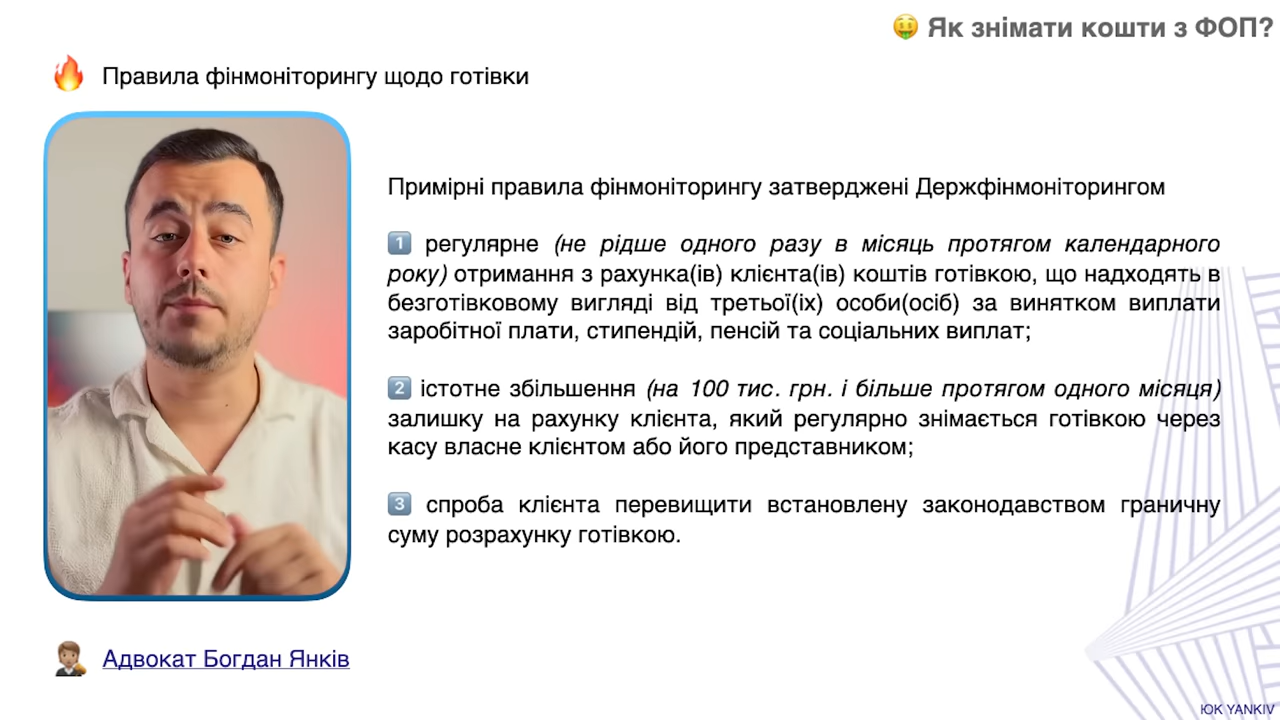 🤑 Як знімати кошти з ФОП?
🔥 Правила фінмоніторингу щодо готівки
Примірні правила фінмоніторингу затверджені Держфінмоніторингом
1️⃣ регулярне (не рідше одного разу в місяць протягом календарного
року) отримання з рахунка(ів) клієнта(ів) коштів готівкою, що надходять в
безготівковому вигляді від третьої(іх) особи(осіб) за винятком виплати
заробітної плати, стипендій, пенсій та соціальних виплат;
2️⃣ істотне збільшення (на 100 тис. грн. і більше протягом одного місяця)
залишку на рахунку клієнта, який регулярно знімається готівкою через
касу власне клієнтом або його представником;
3️⃣ спроба клієнта перевищити встановлену законодавством граничну
суму розрахунку готівкою.
Адвокат Богдан Янків
ЮК YANKIV